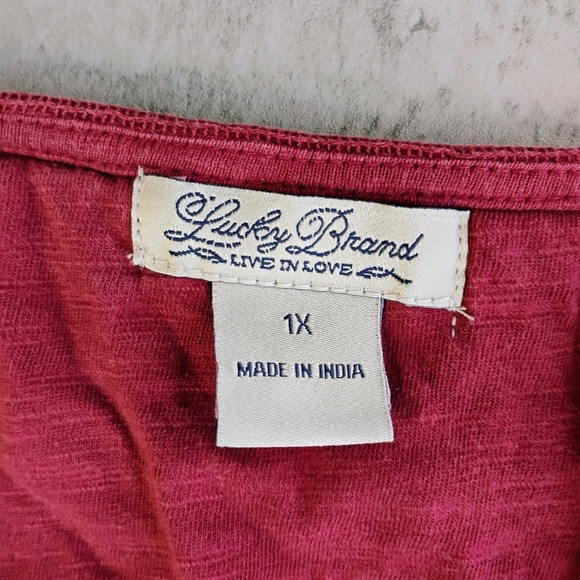 Lucky Brand
LIVE IN LOVE
1X
MADE IN INDIA